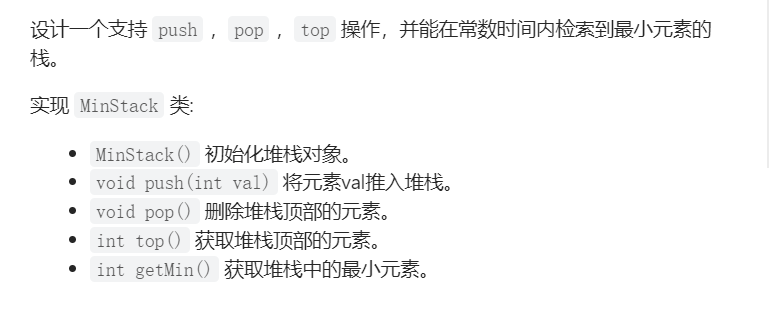 设计一个支持 push ，pop ，top 操作，并能在常数时间内检索到最小元素的
栈。
实现 MinStack 类:
• MinStack() 初始化堆栈对象。
• void push(int val) 将元素val推入堆栈。
• void pop() 删除堆栈顶部的元素。
• int top() 获取堆栈顶部的元素。
• int getMin() 获取堆栈中的最小元素。